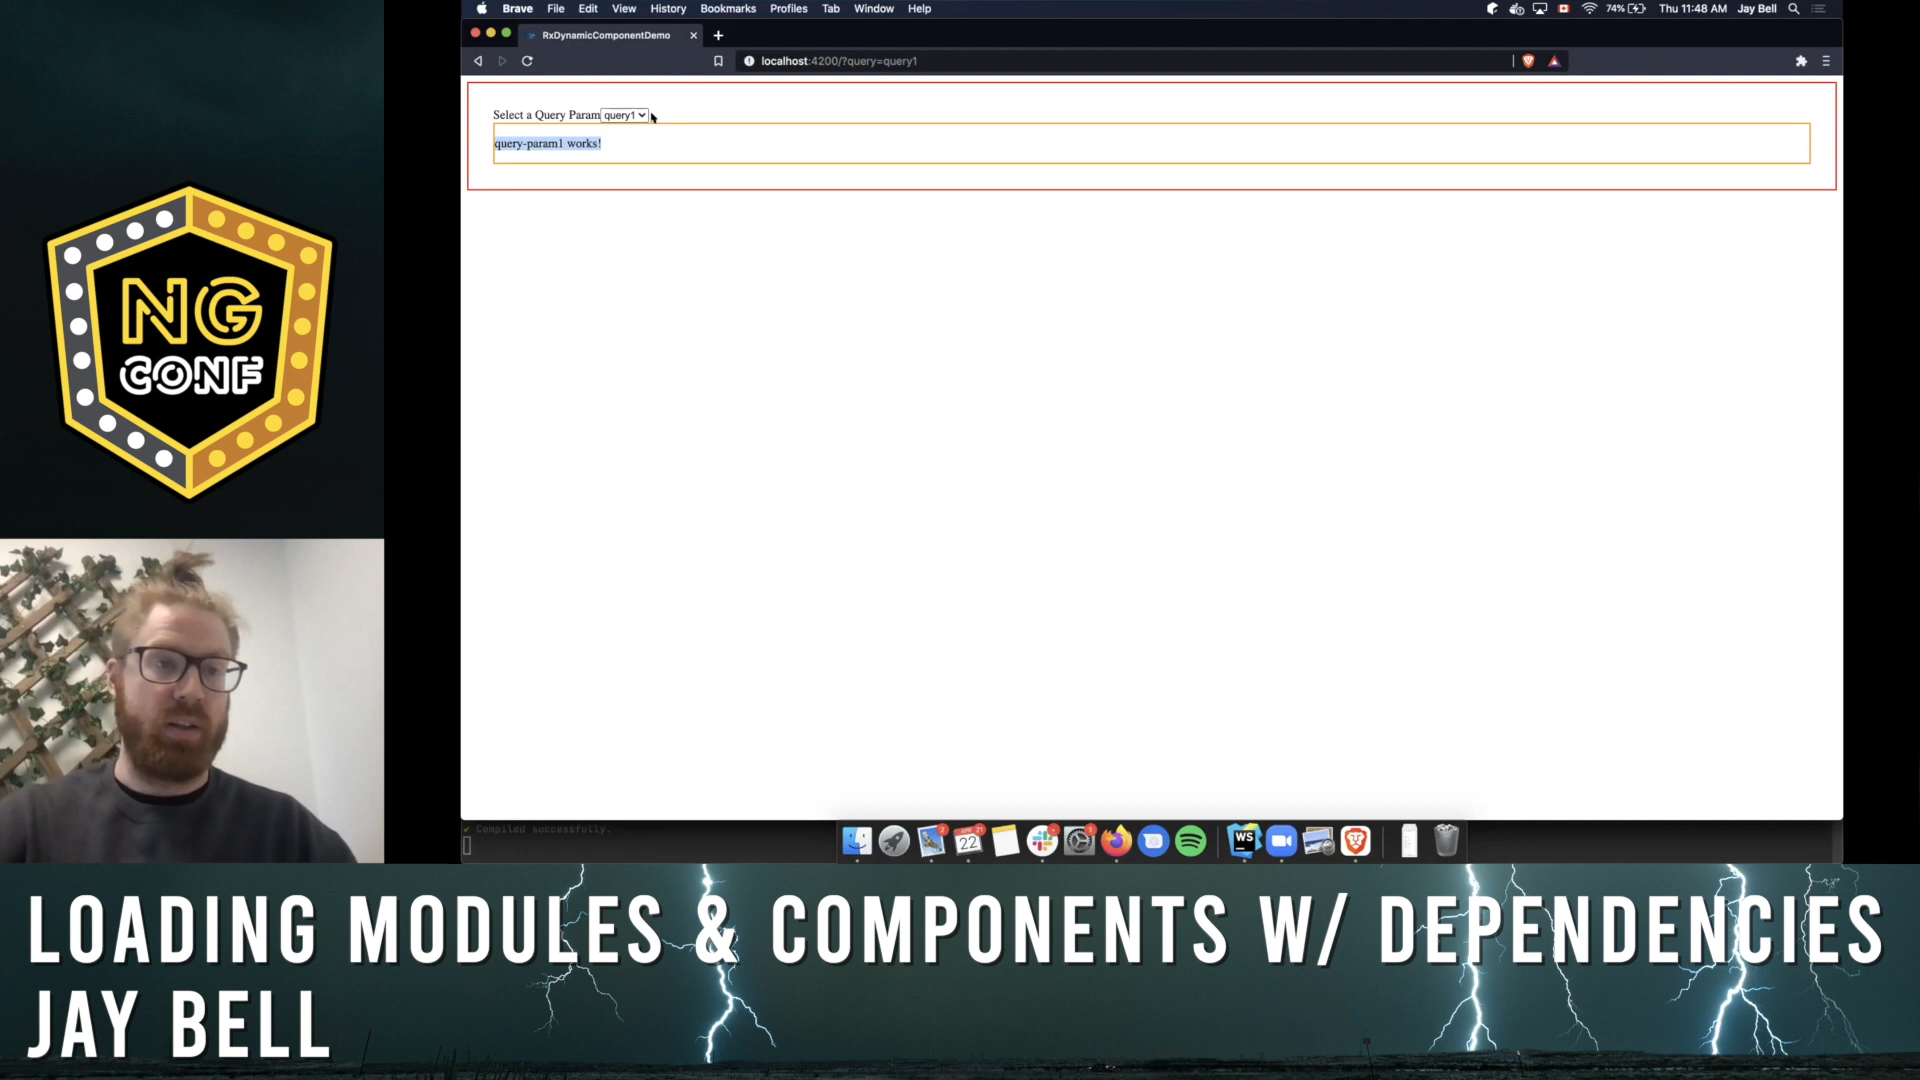 Brave File Edit View History Bookmarks Profiles Tab Window Help
74% Thu 11:48 AM Jay Bell
RxDynamicComponentDemo
localhost:4200/?query=query1
Select a Query Param query1
query-param1 works!
NG
CONF
✔ Compiled successfully.
22
WS
LOADING MODULES & COMPONENTS W/ DEPENDENCIES
JAY BELL